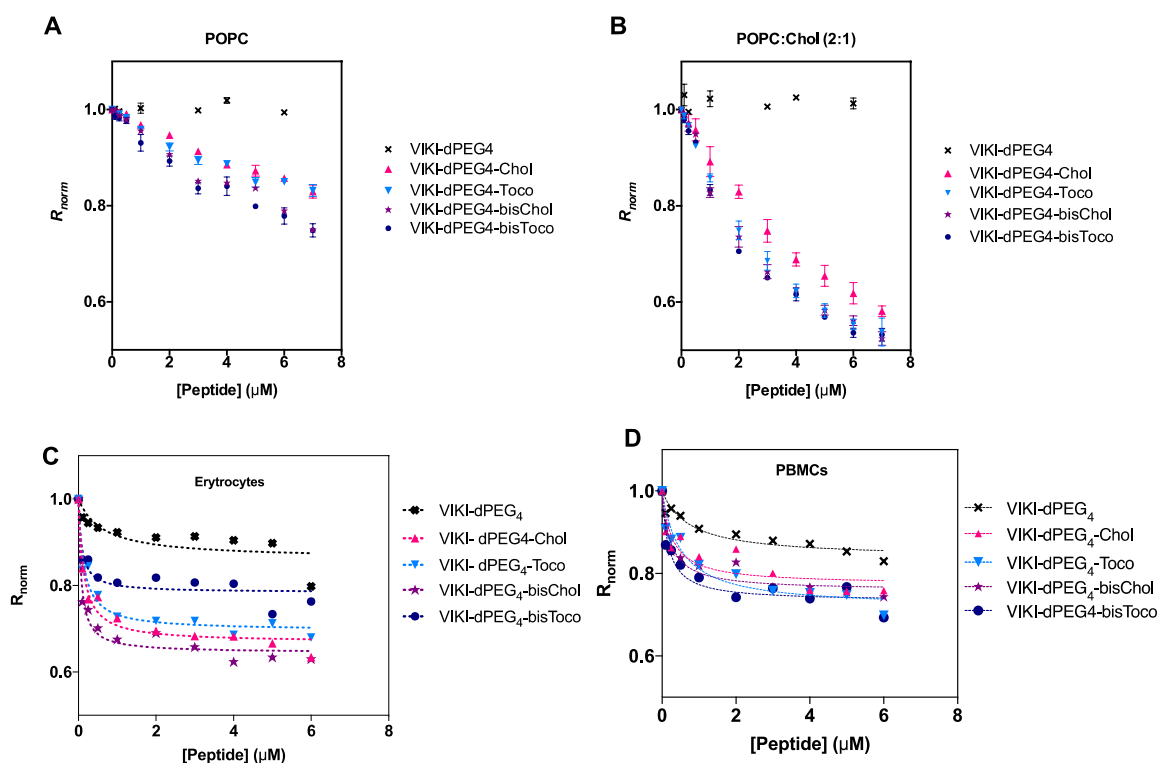 A
POPC
1.0
0.8
0.6
R norm
0 2 4 6 8
[Peptide] (µM)
VIKI-dPEG4
VIKI-dPEG4-Chol
VIKI-dPEG4-Toco
VIKI-dPEG4-bisChol
VIKI-dPEG4-bisToco
B
POPC:Chol (2:1)
1.0
0.8
0.6
R norm
0 2 4 6 8
[Peptide] (µM)
VIKI-dPEG4
VIKI-dPEG4-Chol
VIKI-dPEG4-Toco
VIKI-dPEG4-bisChol
VIKI-dPEG4-bisToco
C
Erytrocytes
1.0
0.8
0.6
Rnorm
0 2 4 6 8
[Peptide] (µM)
VIKI-dPEG₄
VIKI- dPEG4-Chol
VIKI- dPEG₄-Toco
VIKI-dPEG₄-bisChol
VIKI-dPEG₄-bisToco
D
PBMCs
1.0
0.8
0.6
Rnorm
0 2 4 6 8
[Peptide] (µM)
VIKI-dPEG₄
VIKI-dPEG₄-Chol
VIKI-dPEG₄-Toco
VIKI-dPEG₄-bisChol
VIKI-dPEG4-bisToco